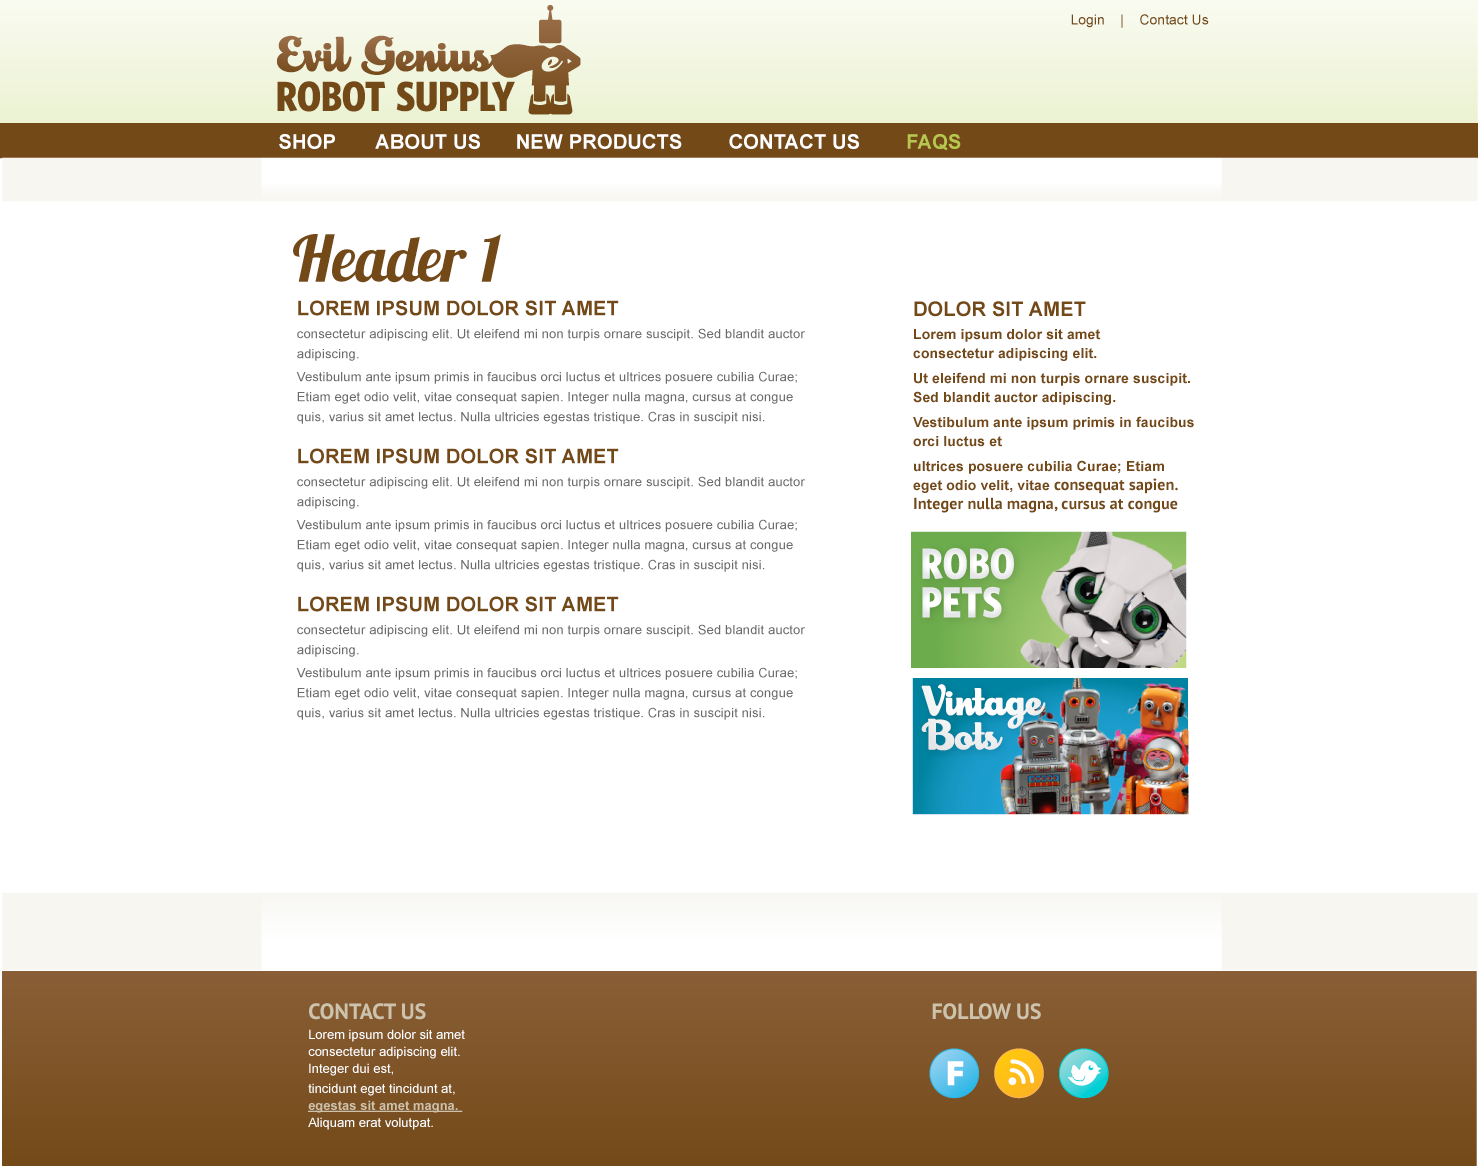 Login | Contact Us
Evil Genius
e
ROBOT SUPPLY
SHOP ABOUT US NEW PRODUCTS CONTACT US FAQS
Header 1
LOREM IPSUM DOLOR SIT AMET
consectetur adipiscing elit. Ut eleifend mi non turpis ornare suscipit. Sed blandit auctor
adipiscing.
Vestibulum ante ipsum primis in faucibus orci luctus et ultrices posuere cubilia Curae;
Etiam eget odio velit, vitae consequat sapien. Integer nulla magna, cursus at congue
quis, varius sit amet lectus. Nulla ultricies egestas tristique. Cras in suscipit nisi.
LOREM IPSUM DOLOR SIT AMET
consectetur adipiscing elit. Ut eleifend mi non turpis ornare suscipit. Sed blandit auctor
adipiscing.
Vestibulum ante ipsum primis in faucibus orci luctus et ultrices posuere cubilia Curae;
Etiam eget odio velit, vitae consequat sapien. Integer nulla magna, cursus at congue
quis, varius sit amet lectus. Nulla ultricies egestas tristique. Cras in suscipit nisi.
LOREM IPSUM DOLOR SIT AMET
consectetur adipiscing elit. Ut eleifend mi non turpis ornare suscipit. Sed blandit auctor
adipiscing.
Vestibulum ante ipsum primis in faucibus orci luctus et ultrices posuere cubilia Curae;
Etiam eget odio velit, vitae consequat sapien. Integer nulla magna, cursus at congue
quis, varius sit amet lectus. Nulla ultricies egestas tristique. Cras in suscipit nisi.
DOLOR SIT AMET
Lorem ipsum dolor sit amet
consectetur adipiscing elit.
Ut eleifend mi non turpis ornare suscipit.
Sed blandit auctor adipiscing.
Vestibulum ante ipsum primis in faucibus
orci luctus et
ultrices posuere cubilia Curae; Etiam
eget odio velit, vitae consequat sapien.
Integer nulla magna, cursus at congue
ROBO
PETS
Vintage
Bots
CONTACT US
Lorem ipsum dolor sit amet
consectetur adipiscing elit.
Integer dui est,
tincidunt eget tincidunt at,
egestas sit amet magna.
Aliquam erat volutpat.
FOLLOW US
F